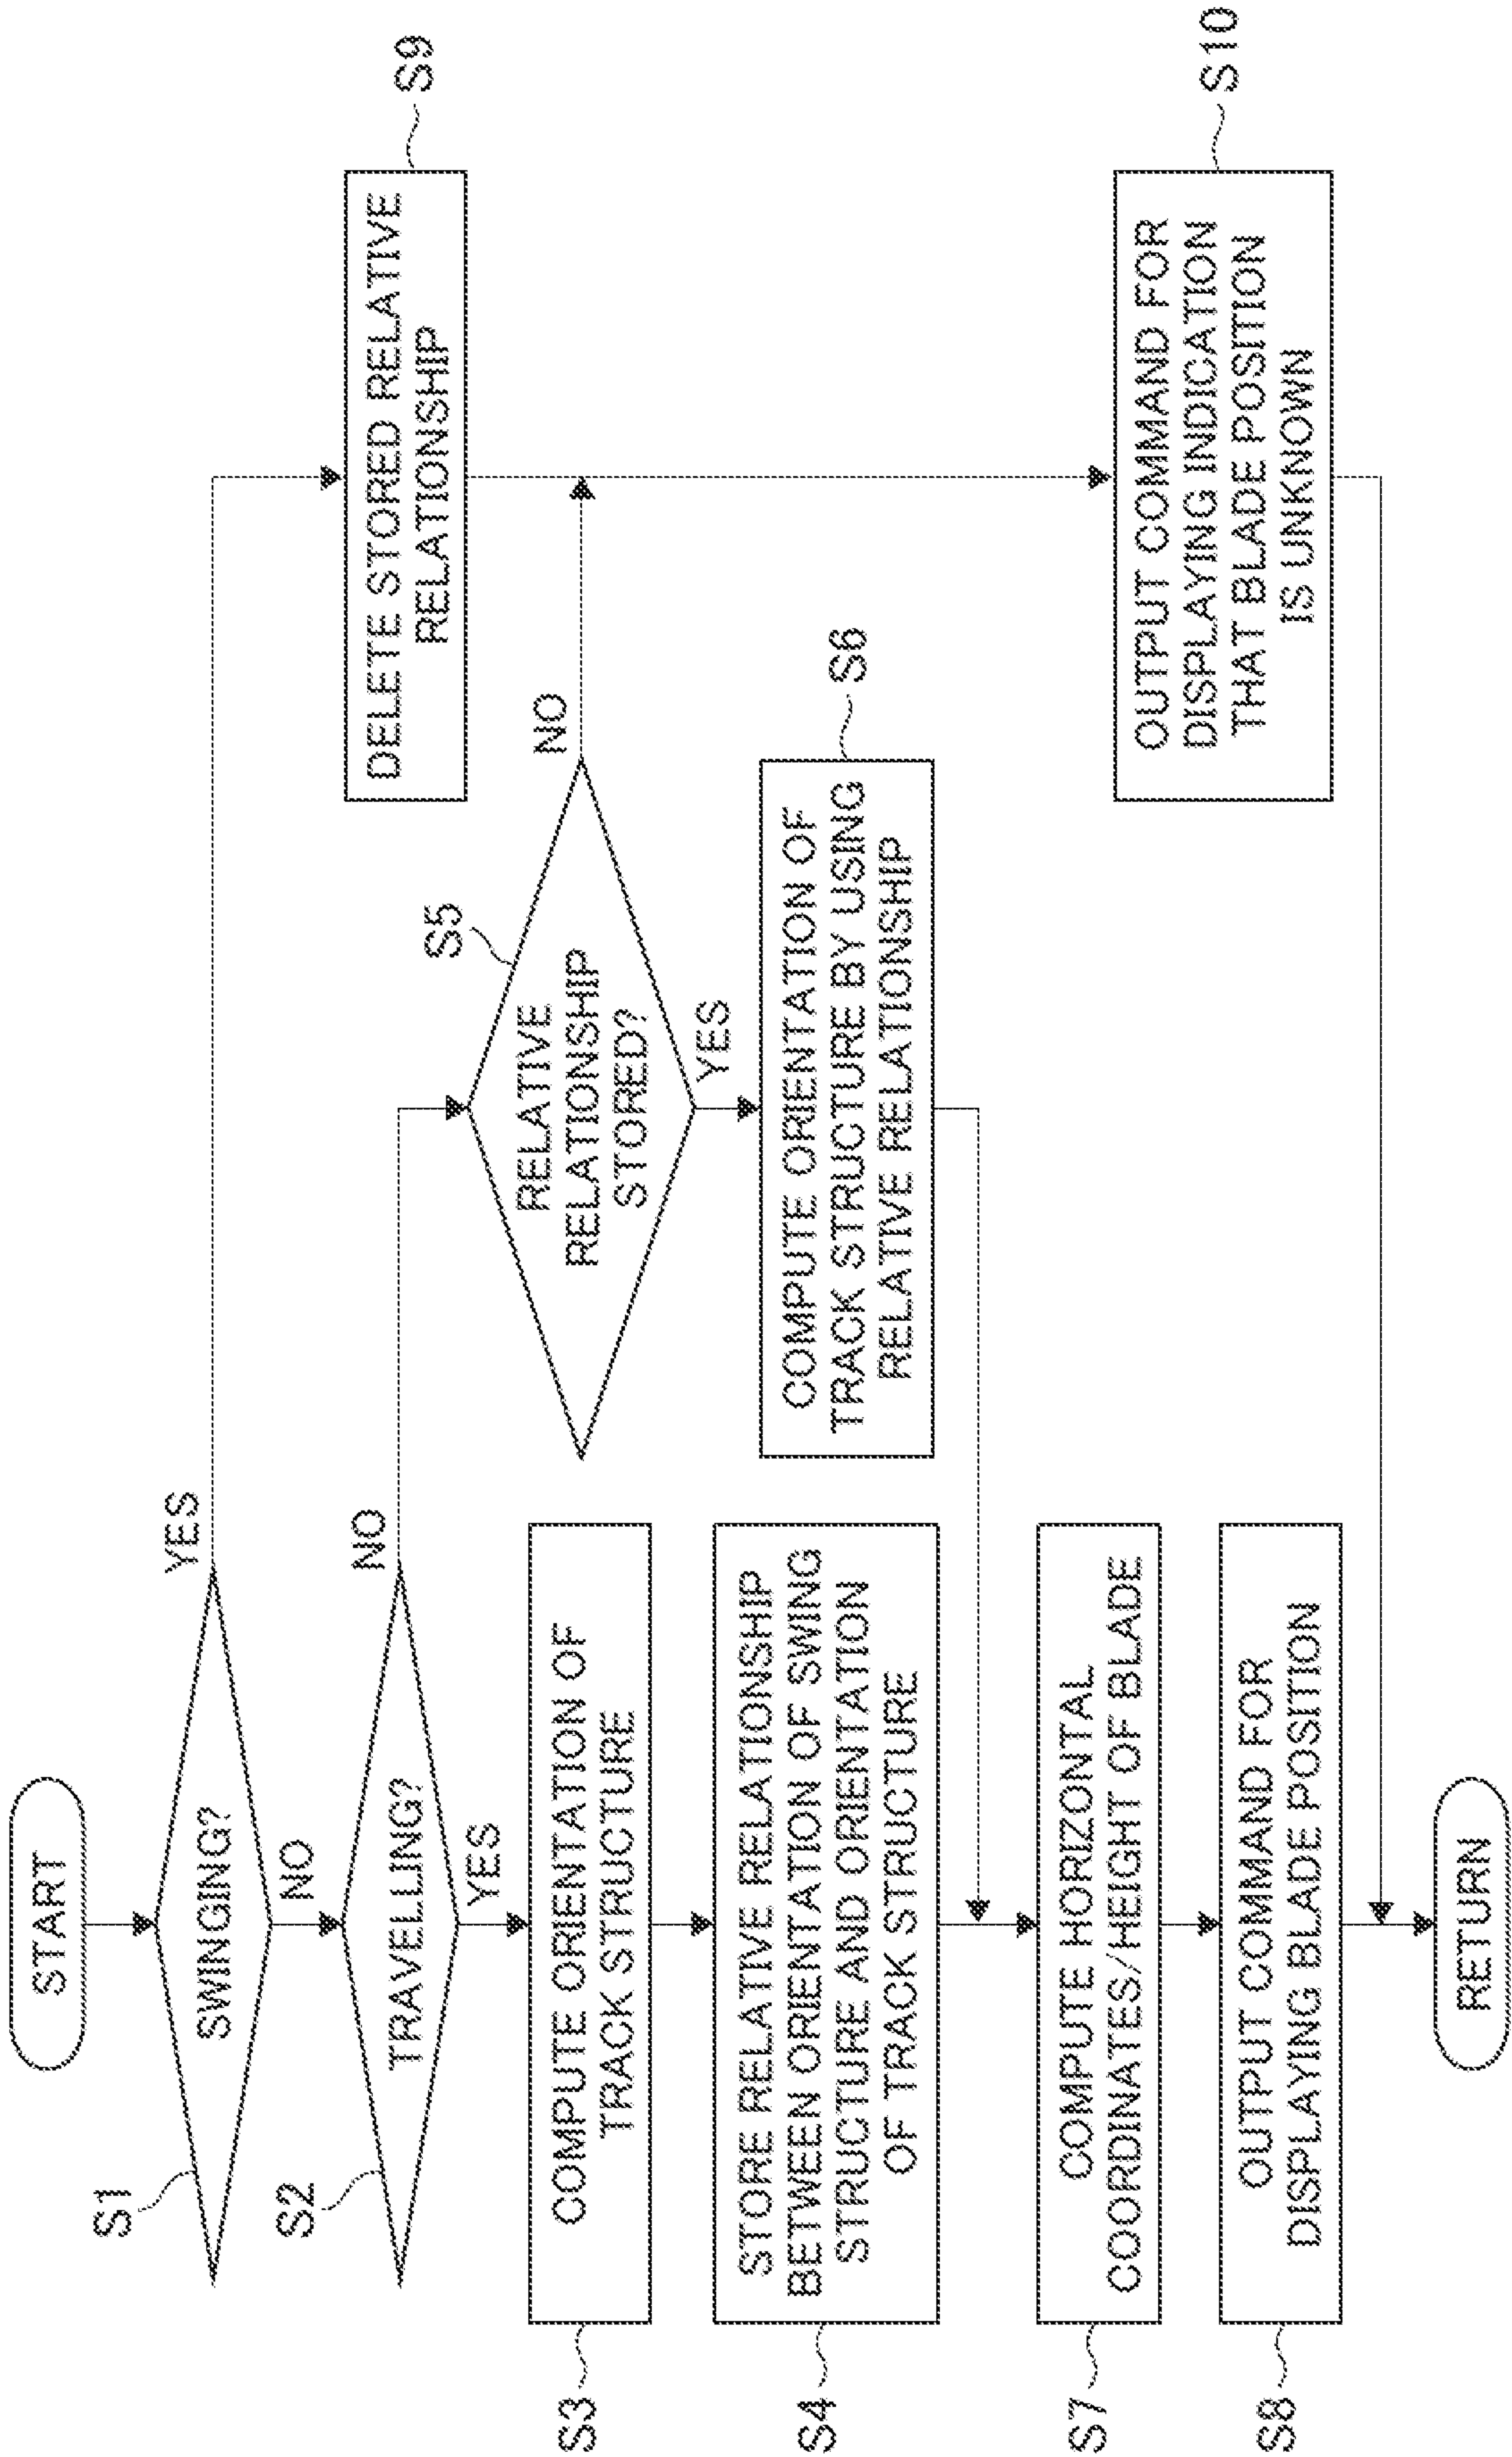 START
S1
SWINGING?
YES
NO
S2
TRAVELLING?
NO
YES
S3
COMPUTE ORIENTATION OF
TRACK STRUCTURE
S4
STORE RELATIVE RELATIONSHIP
BETWEEN ORIENTATION OF SWING
STRUCTURE AND ORIENTATION
OF TRACK STRUCTURE
S5
RELATIVE
RELATIONSHIP
STORED?
NO
YES
S6
COMPUTE ORIENTATION OF
TRACK STRUCTURE BY USING
RELATIVE RELATIONSHIP
S7
COMPUTE HORIZONTAL
COORDINATES/HEIGHT OF BLADE
S8
OUTPUT COMMAND FOR
DISPLAYING BLADE POSITION
S9
DELETE STORED RELATIVE
RELATIONSHIP
S10
OUTPUT COMMAND FOR
DISPLAYING INDICATION
THAT BLADE POSITION
IS UNKNOWN
RETURN